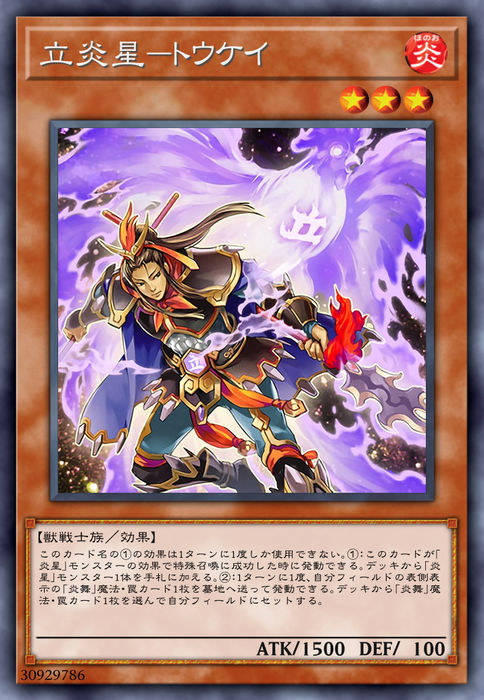 立炎星-トウケイ
ほのお
炎
立
立
【獣戦士族／効果】
このカード名の①の効果は1ターンに1度しか使用できない。①:このカードが「
炎星」モンスターの効果で特殊召喚に成功した時に発動できる。デッキから「炎
星」モンスター1体を手札に加える。②:1ターンに1度、自分フィールドの表側表
示の「炎舞」魔法・罠カード1枚を墓地へ送って発動できる。デッキから「炎舞」魔
法・罠カード1枚を選んで自分フィールドにセットする。
ATK/1500 DEF/ 100
30929786